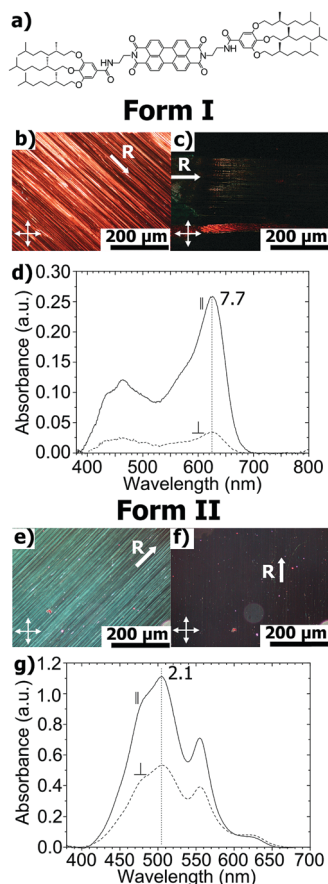 a)
O
O
O
HN
O
N
O
O
N
O
O
NH
O
O
O
O
Form I
b)
R
200 µm
c)
R
200 µm
d)
0.30
0.25
0.20
0.15
0.10
0.05
0.00
Absorbance (a.u.)
||
7.7
⊥
400
500
600
700
800
Wavelength (nm)
Form II
e)
R
200 µm
f)
R
200 µm
g)
1.2
1.0
0.8
0.6
0.4
0.2
0.0
Absorbance (a.u.)
||
2.1
⊥
400
450
500
550
600
650
700
Wavelength (nm)